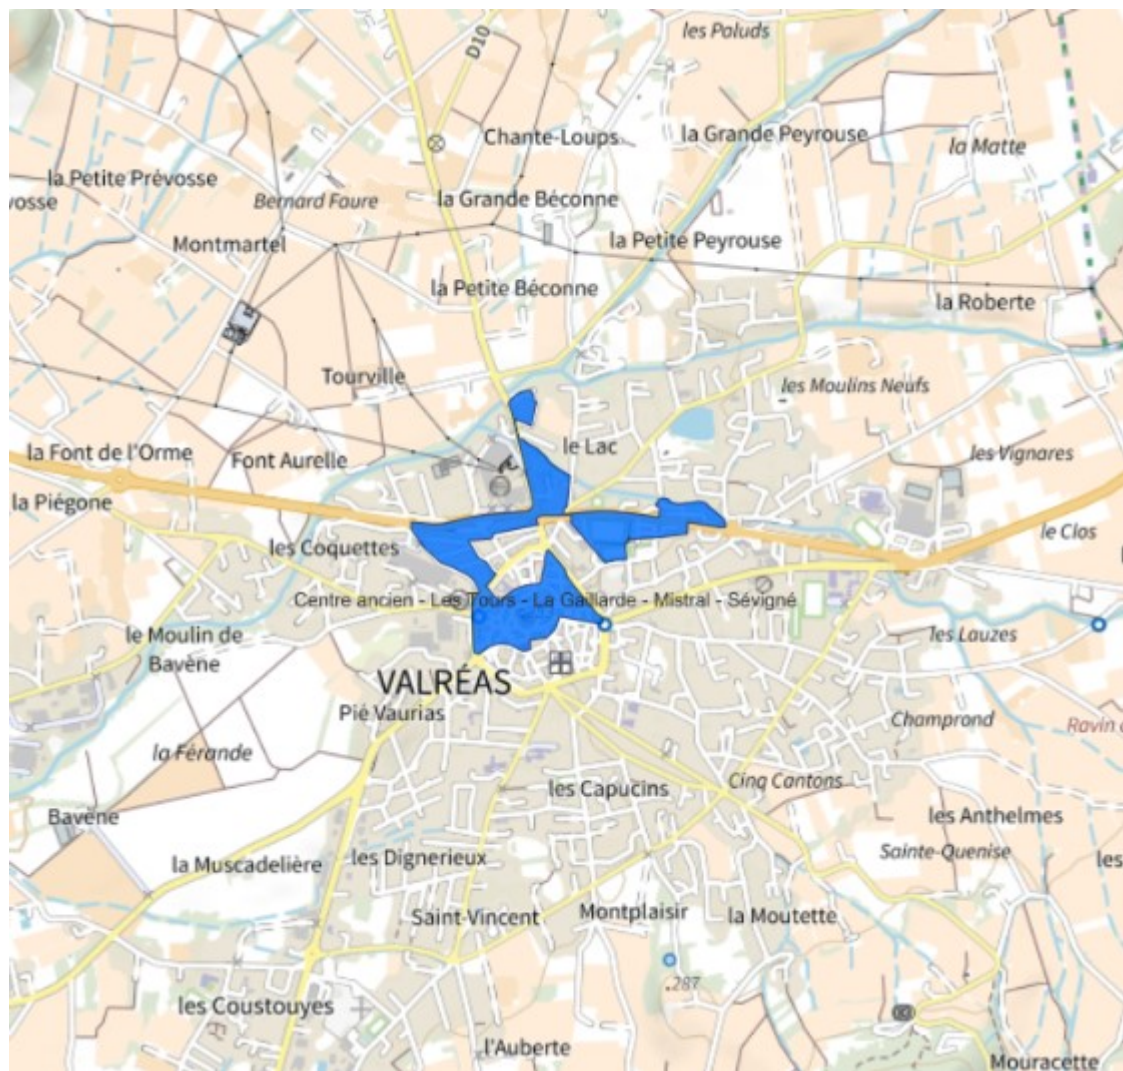 les Paluds
D10
Chante-Loups
la Grande Peyrouse
la Matte
la Petite Prévosse
vosse
Bernard Faure
la Grande Béconne
Montmartel
la Petite Peyrouse
la Petite Béconne
la Roberte
Tourville
les Moulins Neufs
le Lac
la Font de l'Orme
Font Aurelle
les Vignares
la Piégone
le Clos
les Coquettes
Centre ancien - Les Tours - La Gaillarde - Mistral - Sévigné
le Moulin de
Bavène
les Lauzes
VALRÉAS
Pié Vaurias
Champrond
Ravin
la Férande
Cinq Cantons
les Capucins
Bavène
les Anthelmes
la Muscadelière
les Dignerieux
Sainte-Quenise
les
Saint-Vincent
Montplaisir
la Moutette
.287
les Coustouyes
l'Auberte
Mouracette